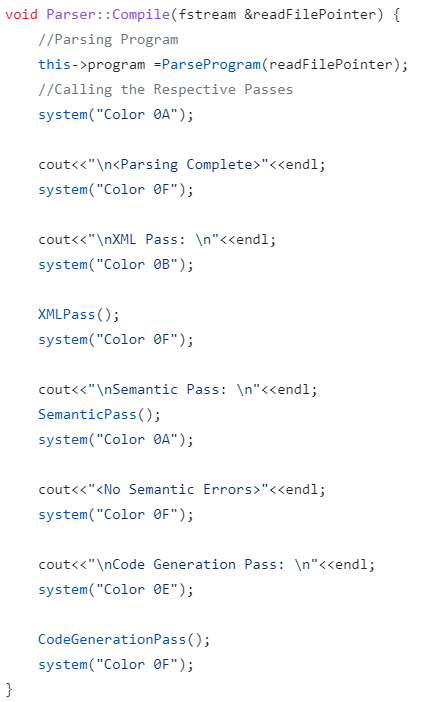 void Parser::Compile(fstream &readFilePointer) {
    //Parsing Program
    this->program =ParseProgram(readFilePointer);
    //Calling the Respective Passes
    system("Color 0A");

    cout<<"\n<Parsing Complete>"<<endl;
    system("Color 0F");

    cout<<"\nXML Pass: \n"<<endl;
    system("Color 0B");

    XMLPass();
    system("Color 0F");

    cout<<"\nSemantic Pass: \n"<<endl;
    SemanticPass();
    system("Color 0A");

    cout<<"<No Semantic Errors>"<<endl;
    system("Color 0F");

    cout<<"\nCode Generation Pass: \n"<<endl;
    system("Color 0E");

    CodeGenerationPass();
    system("Color 0F");
}